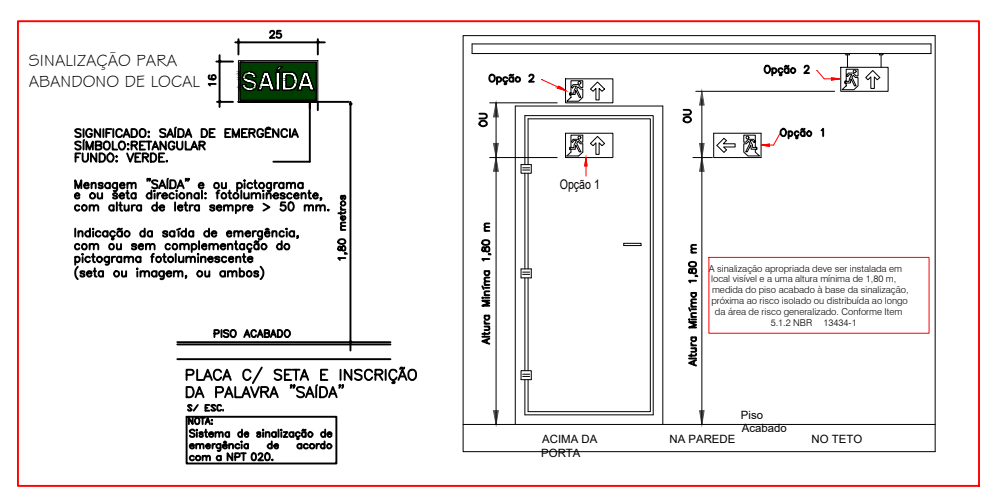 25
SINALIZAÇÃO PARA
ABANDONO DE LOCAL
16
SAÍDA
SIGNIFICADO: SAÍDA DE EMERGÊNCIA
SÍMBOLO:RETANGULAR
FUNDO: VERDE.
Mensagem "SAÍDA" e ou pictograma
e ou seta direcional: fotoluminescente,
com altura de letra sempre > 50 mm.
Indicação da saída de emergência,
com ou sem complementação do
pictograma fotoluminescente
(seta ou imagem, ou ambos)
1,80 metros
PISO ACABADO
PLACA C/ SETA E INSCRIÇÃO
DA PALAVRA "SAÍDA"
S/ ESC.
NOTA:
Sistema de sinalização de
emergência de acordo
com a NPT 020.
Opção 2
OU
Opção 1
Altura Miníma 1,80 m
Opção 2
OU
Opção 1
Altura Miníma 1,80 m
A sinalização apropriada deve ser instalada em
local visível e a uma altura mínima de 1,80 m,
medida do piso acabado à base da sinalização,
próxima ao risco isolado ou distribuída ao longo
da área de risco generalizado. Conforme Item
5.1.2 NBR 13434-1
Piso
Acabado
ACIMA DA
PORTA
NA PAREDE
NO TETO